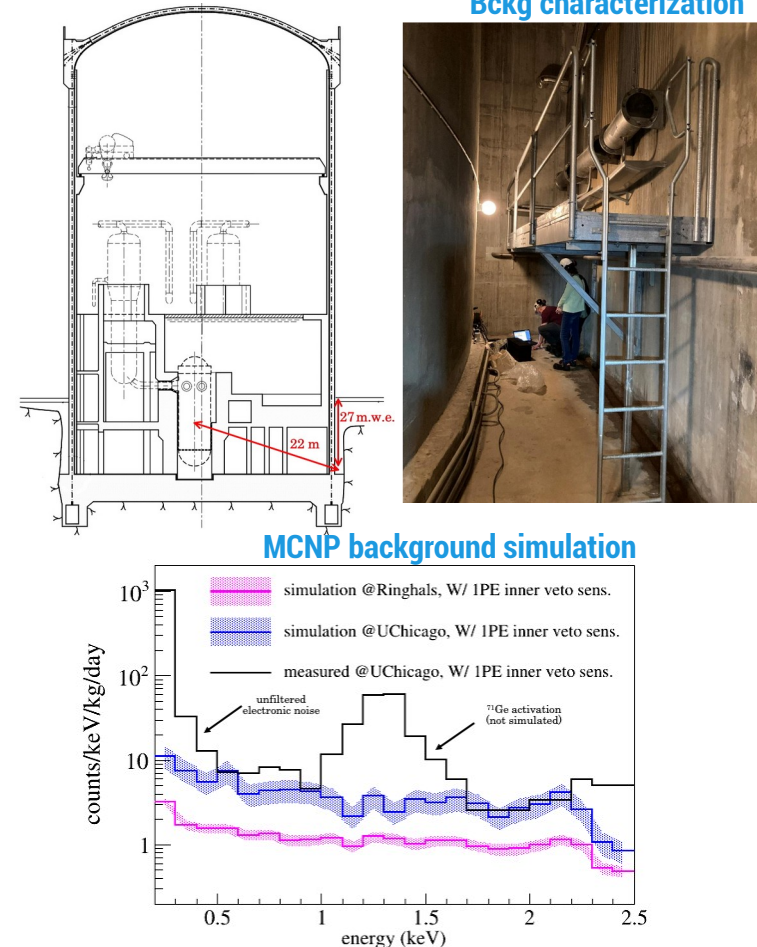 Bckg characterization
27 m.w.e.
22 m
MCNP background simulation
simulation @Ringhals, W/ 1PE inner veto sens.
simulation @UChicago, W/ 1PE inner veto sens.
measured @UChicago, W/ 1PE inner veto sens.
unfiltered
electronic noise
⁷¹Ge activation
(not simulated)
counts/keV/kg/day
10³
10²
10
1
0.5 1 1.5 2 2.5
energy (keV)